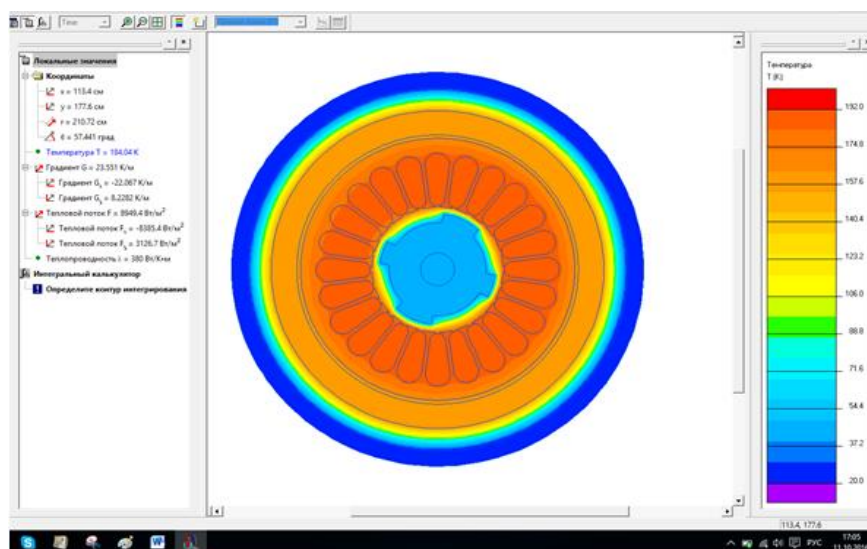 Time
Локальные значения
Координаты
x = 113.4 см
y = 177.6 см
r = 210.72 см
θ = 57.441 град
Температура T = 184.04 K
Градиент G = 23.551 К/м
Градиент Gx = -22.067 К/м
Градиент Gy = 8.2282 К/м
Тепловой поток F = 8949.4 Вт/м²
Тепловой поток Fx = -8385.4 Вт/м²
Тепловой поток Fy = 3126.7 Вт/м²
Теплопроводность λ = 380 Вт/К·м
Интегральный калькулятор
Определите контур интегрирования
Температура
T (K)
192.0
174.8
157.6
140.4
123.2
106.0
88.8
71.6
54.4
37.2
20.0
113.4, 177.6
РУС
17:05